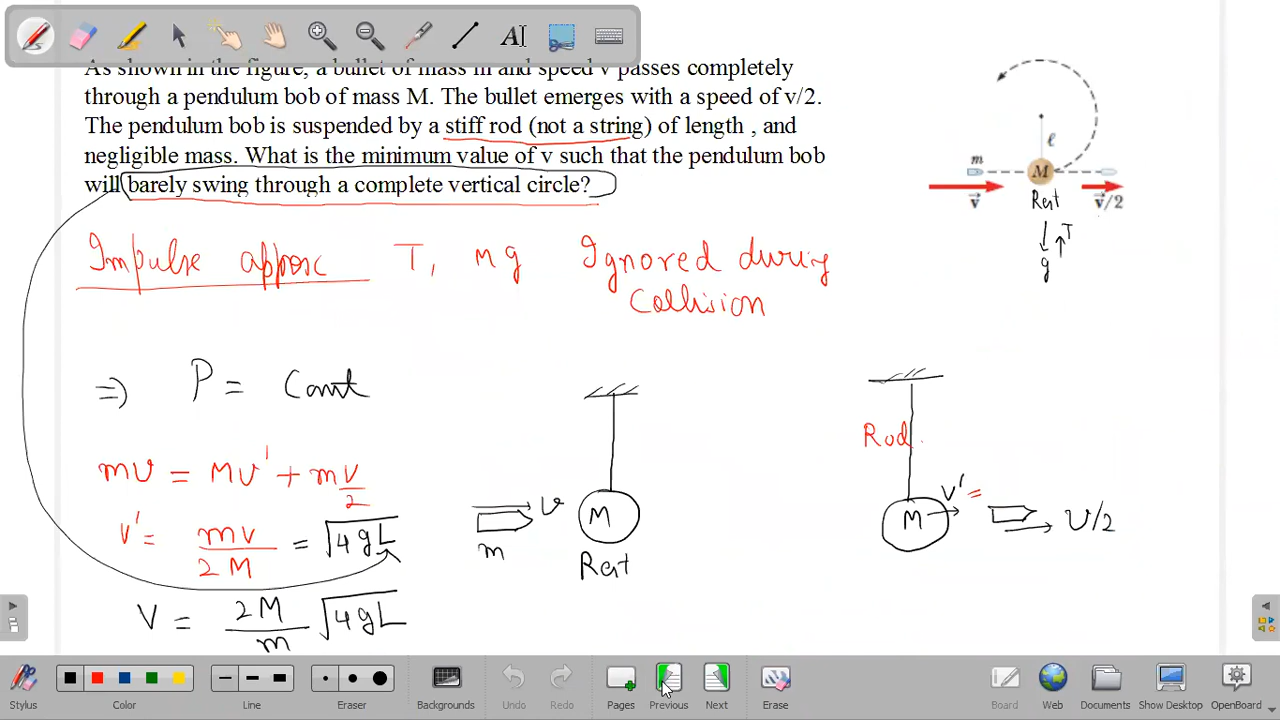 AI
As shown in the figure, a bullet of mass m and speed v passes completely
through a pendulum bob of mass M. The bullet emerges with a speed of v/2.
The pendulum bob is suspended by a stiff rod (not a string) of length , and
negligible mass. What is the minimum value of v such that the pendulum bob
will barely swing through a complete vertical circle?
m
ℓ
M
v
Rest
v/2
T
g
Impulse approx T, Mg Ignored during
Collision
⇒ P = Const
mv = Mv' + m v/2
v' = mv/2M = √4gL
V = 2M/m √4gL
v
M
m
Rest
Rod
v' =
M
v/2
Stylus
Color
Line
Eraser
Backgrounds
Undo
Redo
Pages
Previous
Next
Erase
Board
Web
Documents
Show Desktop
OpenBoard